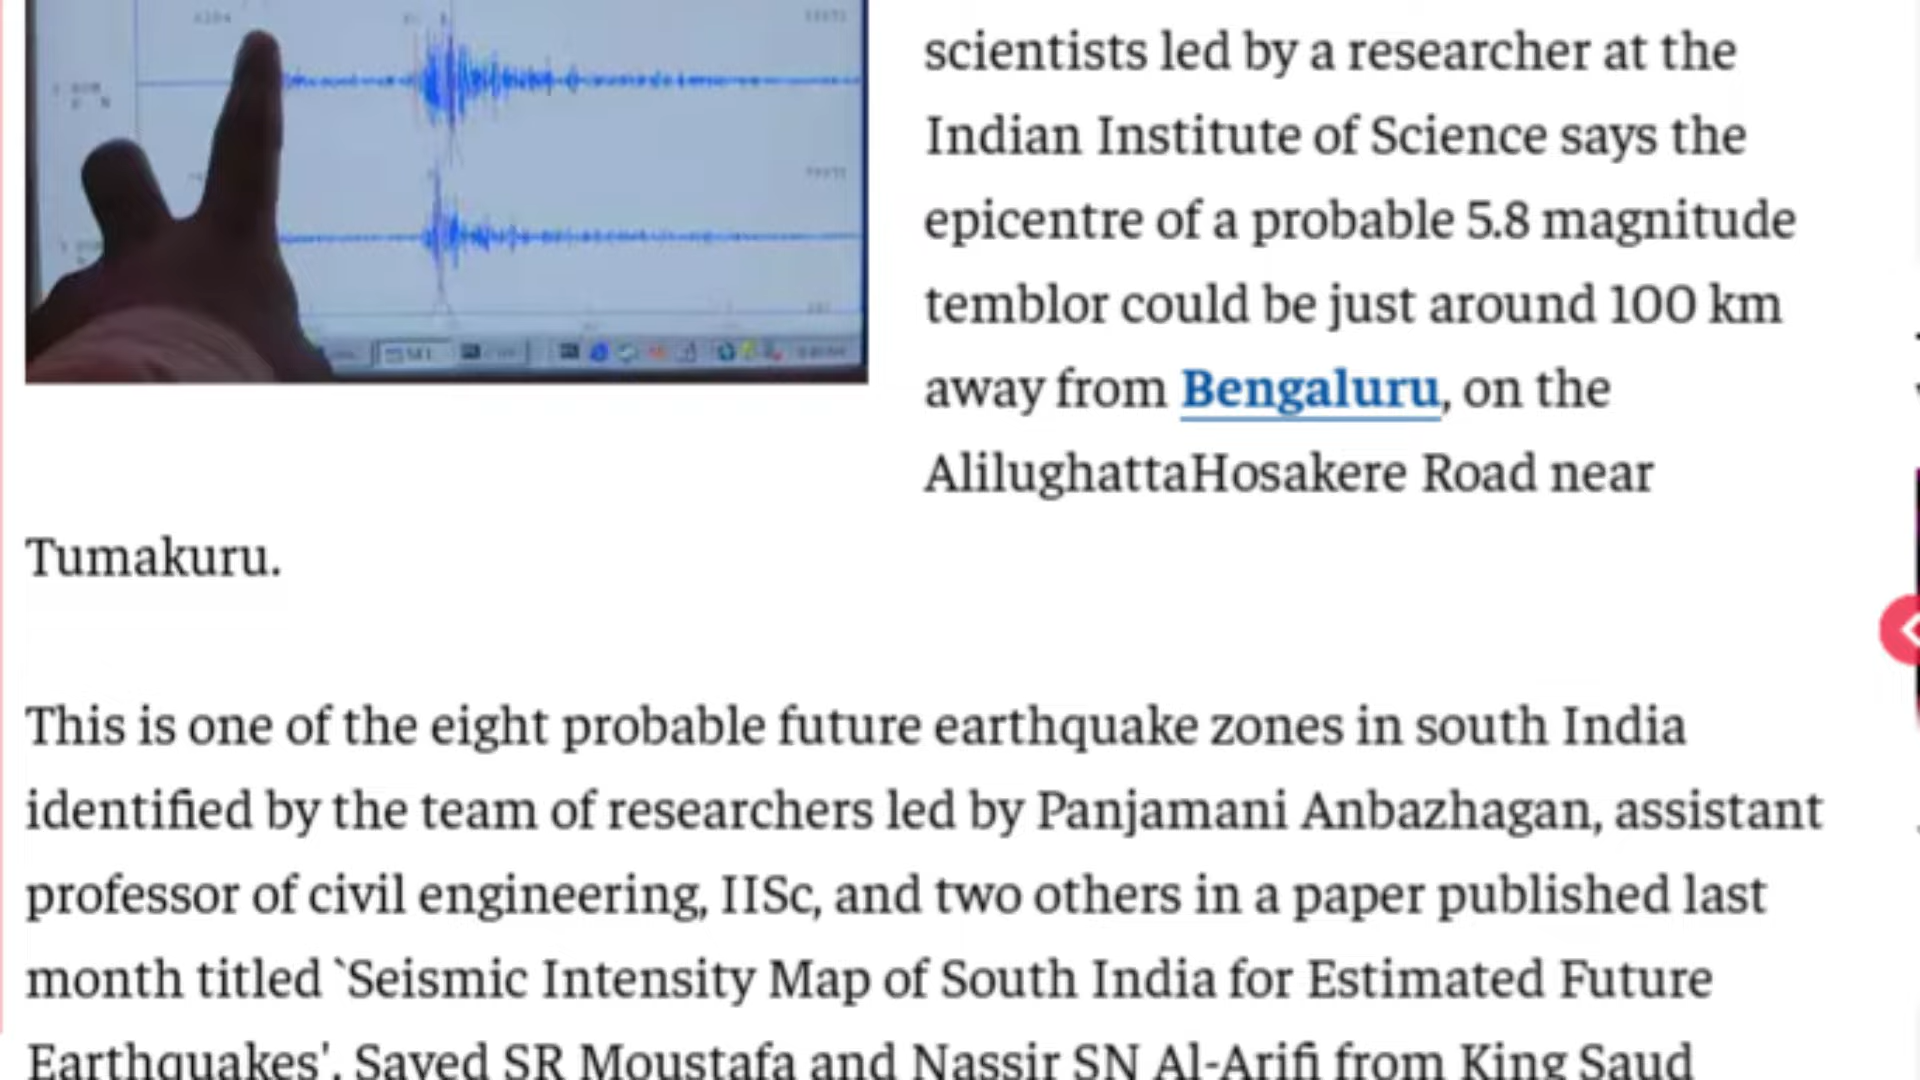 scientists led by a researcher at the
Indian Institute of Science says the
epicentre of a probable 5.8 magnitude
temblor could be just around 100 km
away from Bengaluru, on the
AlilughattaHosakere Road near
Tumakuru.
This is one of the eight probable future earthquake zones in south India
identified by the team of researchers led by Panjamani Anbazhagan, assistant
professor of civil engineering, IISc, and two others in a paper published last
month titled `Seismic Intensity Map of South India for Estimated Future
Earthquakes'. Sayed SR Moustafa and Nassir SN Al-Arifi from King Saud